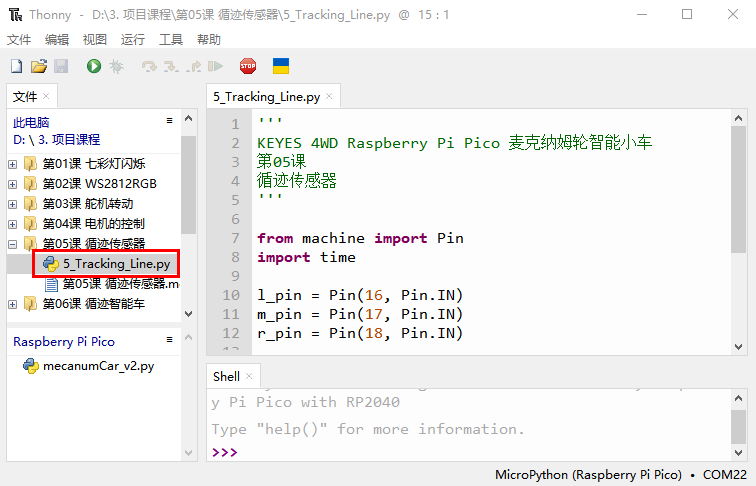 Thonny - D:\3. 项目课程\第05课 循迹传感器\5_Tracking_Line.py @ 15 : 1
文件 编辑 视图 运行 工具 帮助
STOP
文件 ×
此电脑
D: \ 3. 项目课程
第01课 七彩灯闪烁
第02课 WS2812RGB
第03课 舵机转动
第04课 电机的控制
第05课 循迹传感器
5_Tracking_Line.py
第05课 循迹传感器.m
第06课 循迹智能车
Raspberry Pi Pico
mecanumCar_v2.py
5_Tracking_Line.py ×
1 '''
2 KEYES 4WD Raspberry Pi Pico 麦克纳姆轮智能小车
3 第05课
4 循迹传感器
5 '''
6
7 from machine import Pin
8 import time
9
10 l_pin = Pin(16, Pin.IN)
11 m_pin = Pin(17, Pin.IN)
12 r_pin = Pin(18, Pin.IN)
Shell ×
y Pi Pico with RP2040
Type "help()" for more information.
>>>
MicroPython (Raspberry Pi Pico) • COM22